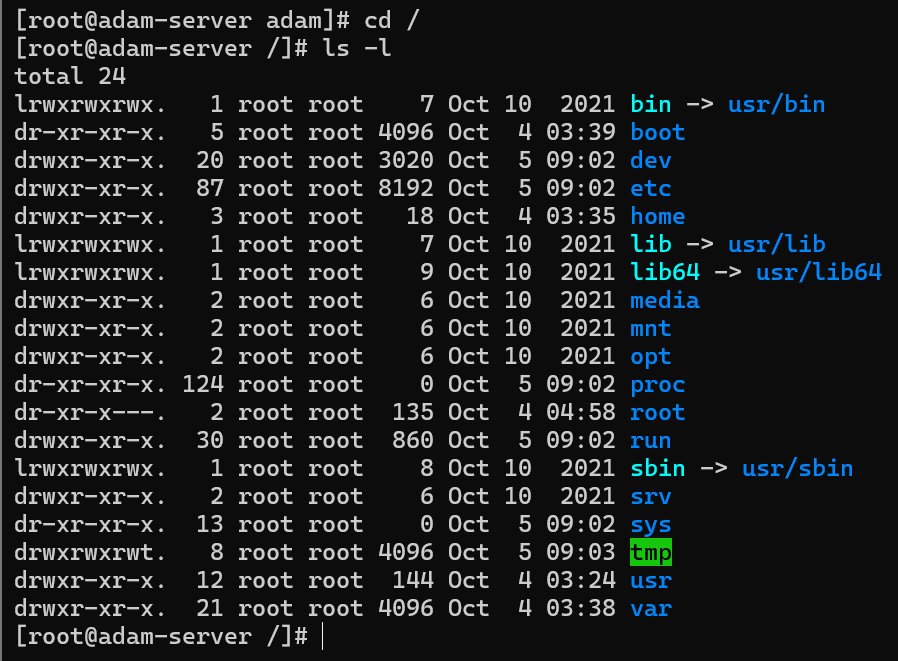 [root@adam-server adam]# cd /
[root@adam-server /]# ls -l
total 24
lrwxrwxrwx.   1 root root    7 Oct 10  2021 bin -> usr/bin
dr-xr-xr-x.   5 root root 4096 Oct  4 03:39 boot
drwxr-xr-x.  20 root root 3020 Oct  5 09:02 dev
drwxr-xr-x.  87 root root 8192 Oct  5 09:02 etc
drwxr-xr-x.   3 root root   18 Oct  4 03:35 home
lrwxrwxrwx.   1 root root    7 Oct 10  2021 lib -> usr/lib
lrwxrwxrwx.   1 root root    9 Oct 10  2021 lib64 -> usr/lib64
drwxr-xr-x.   2 root root    6 Oct 10  2021 media
drwxr-xr-x.   2 root root    6 Oct 10  2021 mnt
drwxr-xr-x.   2 root root    6 Oct 10  2021 opt
dr-xr-xr-x. 124 root root    0 Oct  5 09:02 proc
dr-xr-x---.   2 root root  135 Oct  4 04:58 root
drwxr-xr-x.  30 root root  860 Oct  5 09:02 run
lrwxrwxrwx.   1 root root    8 Oct 10  2021 sbin -> usr/sbin
drwxr-xr-x.   2 root root    6 Oct 10  2021 srv
dr-xr-xr-x.  13 root root    0 Oct  5 09:02 sys
drwxrwxrwt.   8 root root 4096 Oct  5 09:03 tmp
drwxr-xr-x.  12 root root  144 Oct  4 03:24 usr
drwxr-xr-x.  21 root root 4096 Oct  4 03:38 var
[root@adam-server /]#